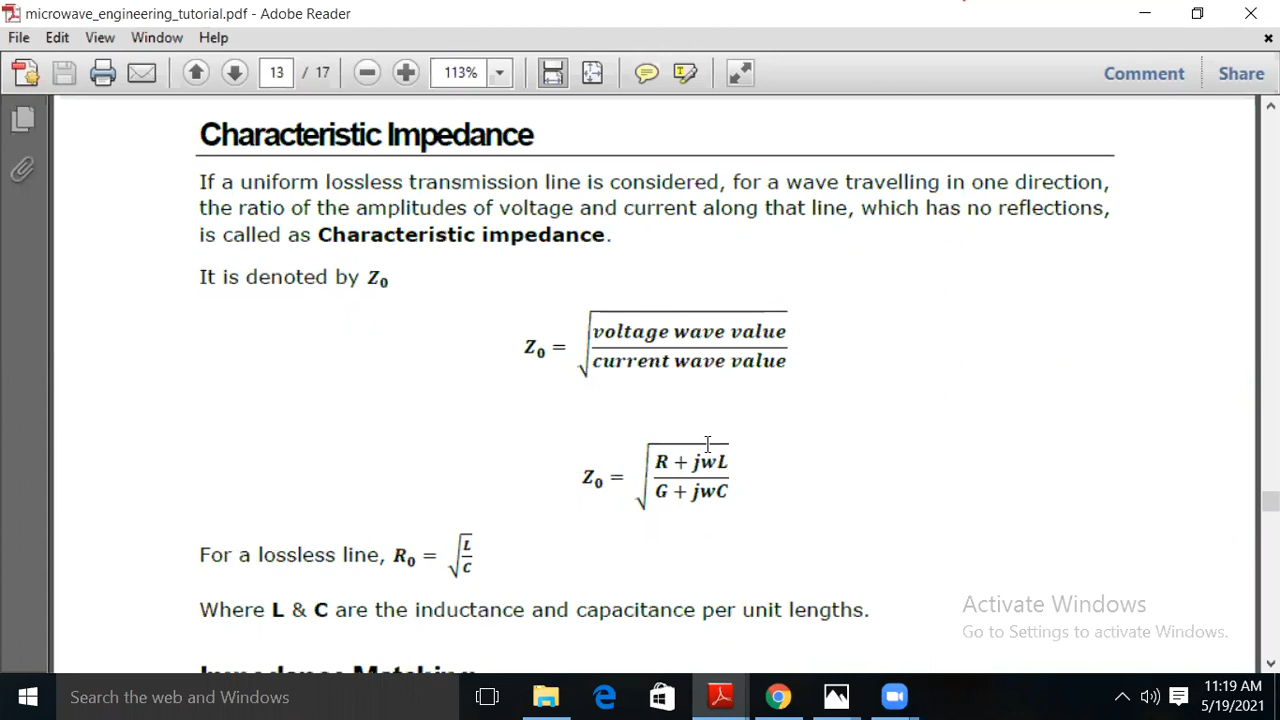 microwave_engineering_tutorial.pdf - Adobe Reader
File Edit View Window Help
13 / 17 113% Comment Share
Characteristic Impedance
If a uniform lossless transmission line is considered, for a wave travelling in one direction,
the ratio of the amplitudes of voltage and current along that line, which has no reflections,
is called as Characteristic impedance.
It is denoted by Z₀
Z₀ = √(voltage wave value / current wave value)
Z₀ = √((R + jwL) / (G + jwC))
For a lossless line, R₀ = √(L / C)
Where L & C are the inductance and capacitance per unit lengths.
Impedance Matching
Activate Windows
Go to Settings to activate Windows.
Search the web and Windows
11:19 AM
5/19/2021